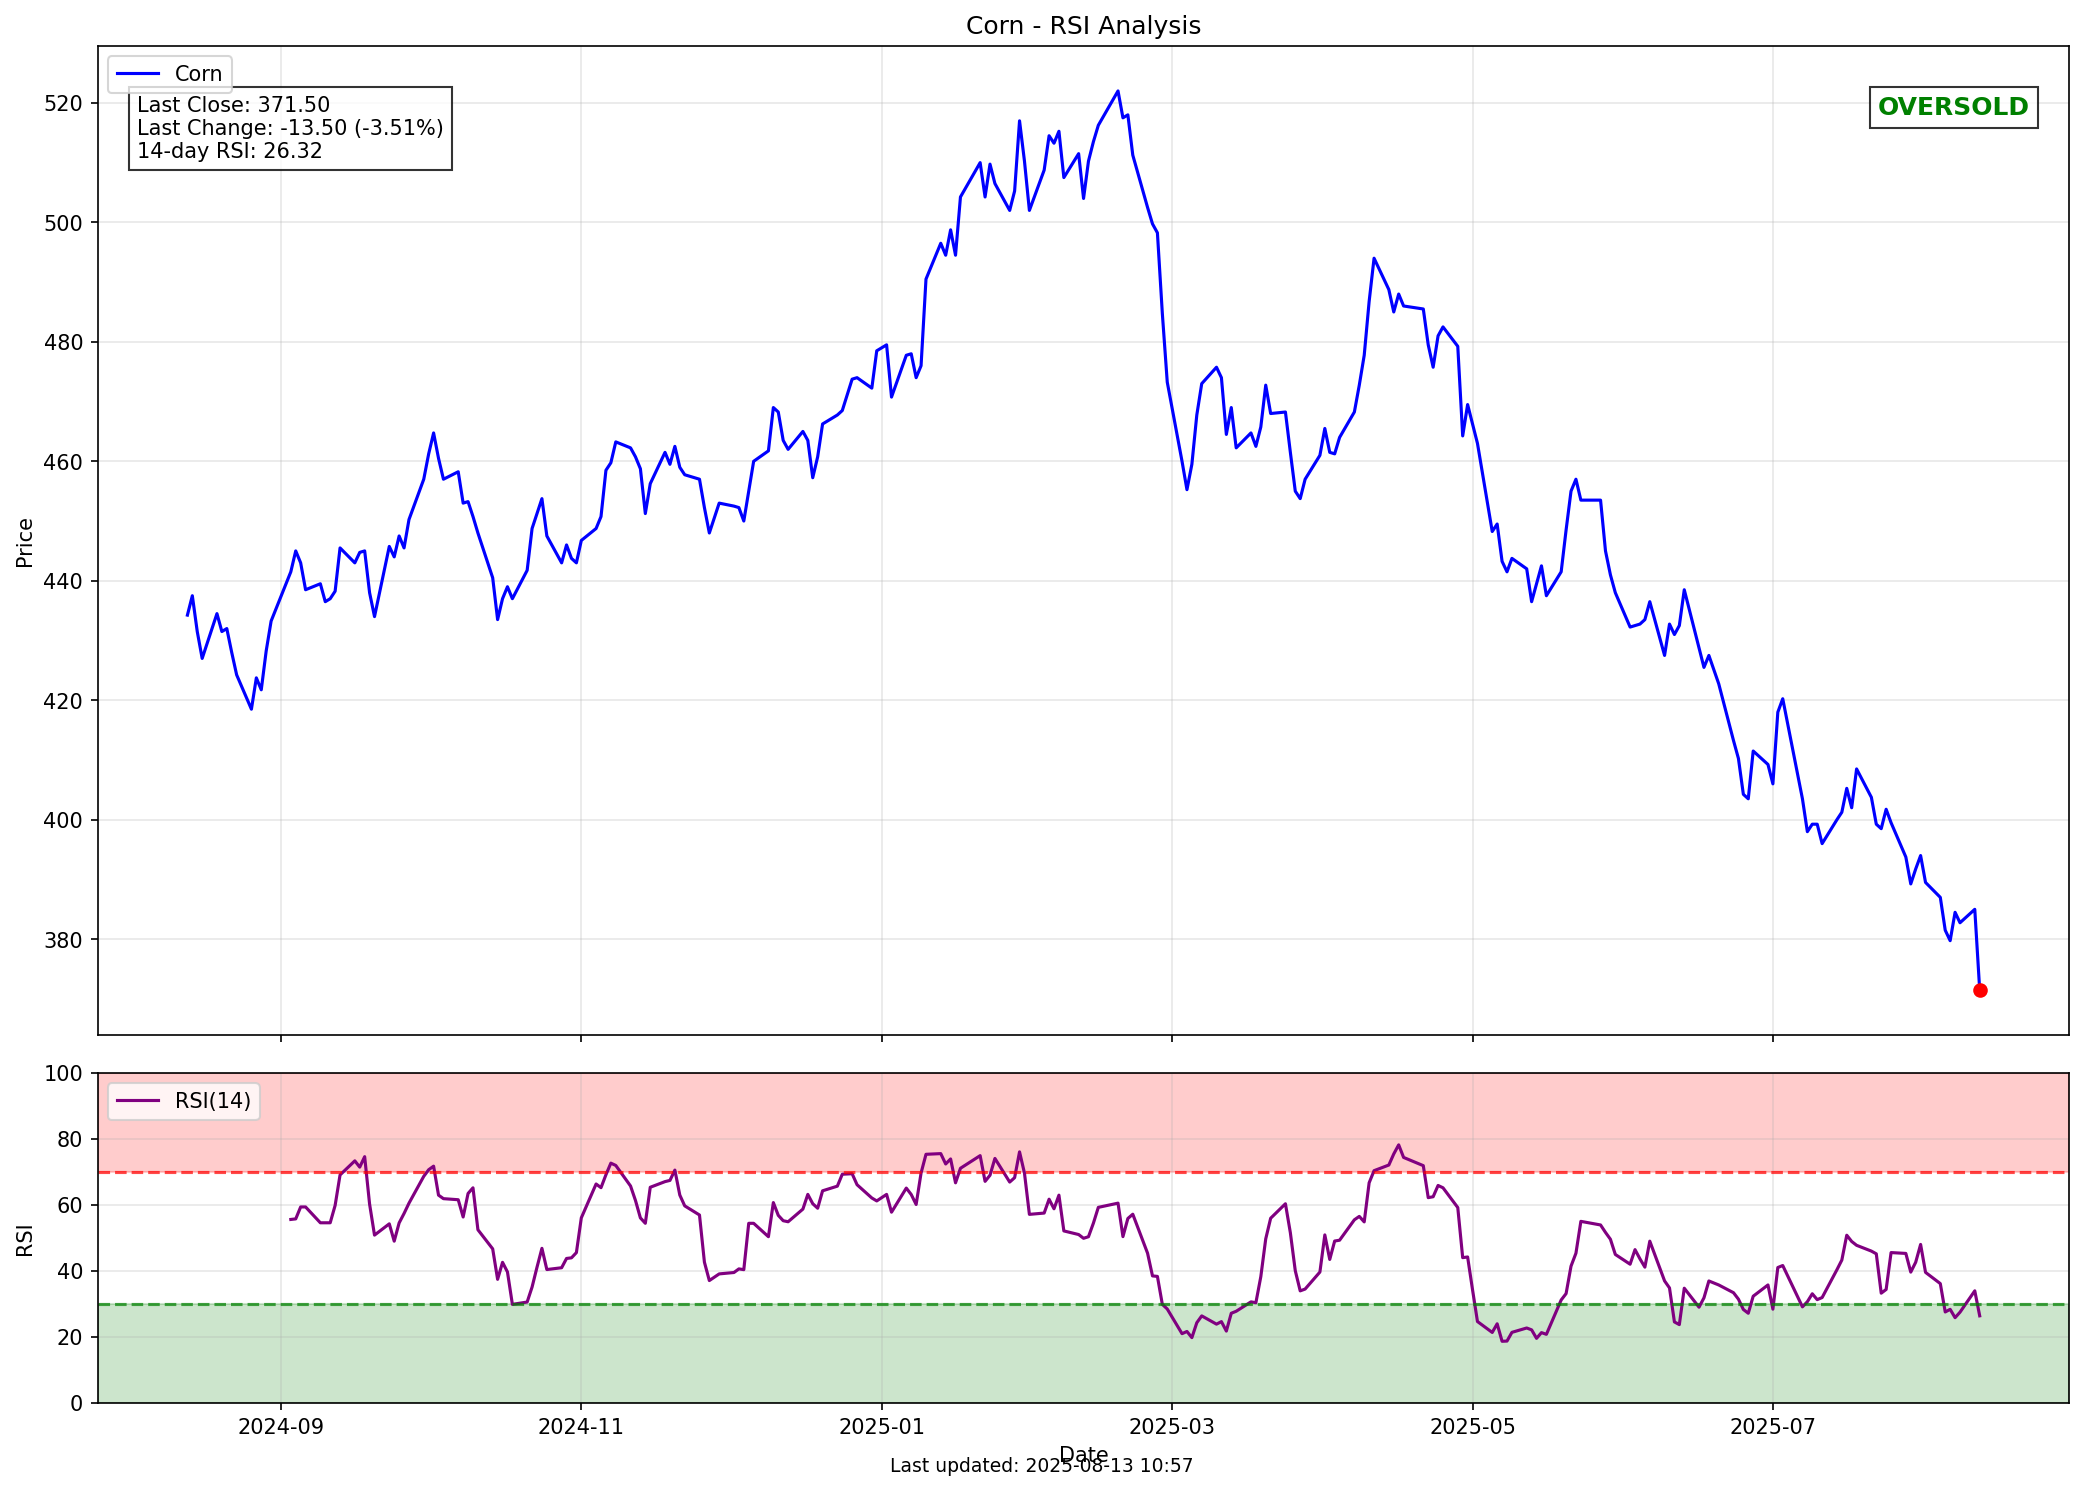 Corn - RSI Analysis
Corn
Last Close: 371.50
Last Change: -13.50 (-3.51%)
14-day RSI: 26.32
OVERSOLD
Price
520
500
480
460
440
420
400
380
RSI(14)
RSI
100
80
60
40
20
0
2024-09
2024-11
2025-01
2025-03
2025-05
2025-07
Date
Last updated: 2025-08-13 10:57